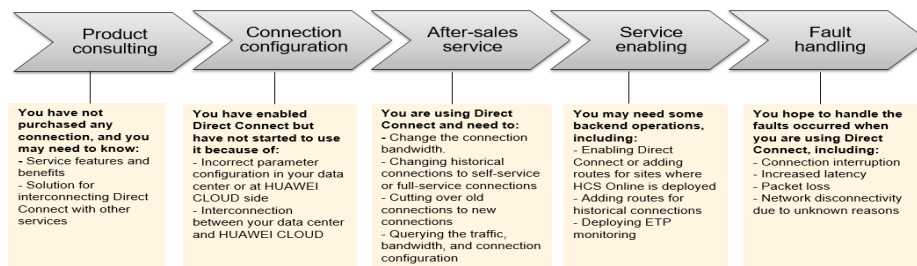 Product
consulting
Connection
configuration
After-sales
service
Service
enabling
Fault
handling
You have not
purchased any
connection, and you
may need to know:
- Service features and
benefits
- Solution for
interconnecting Direct
Connect with other
services
You have enabled
Direct Connect but
have not started to use
it because of:
- Incorrect parameter
configuration in your data
center or at HUAWEI
CLOUD side
- Interconnection
between your data center
and HUAWEI CLOUD
You are using Direct
Connect and need to:
- Change the connection
bandwidth.
- Changing historical
connections to self-service
or full-service connections
- Cutting over old
connections to new
connections
- Querying the traffic,
bandwidth, and connection
configuration
You may need some
backend operations,
including:
- Enabling Direct
Connect or adding
routes for sites where
HCS Online is deployed
- Adding routes for
historical connections
- Deploying ETP
monitoring
You hope to handle the
faults occurred when
you are using Direct
Connect, including:
- Connection interruption
- Increased latency
- Packet loss
- Network disconnectivity
due to unknown reasons